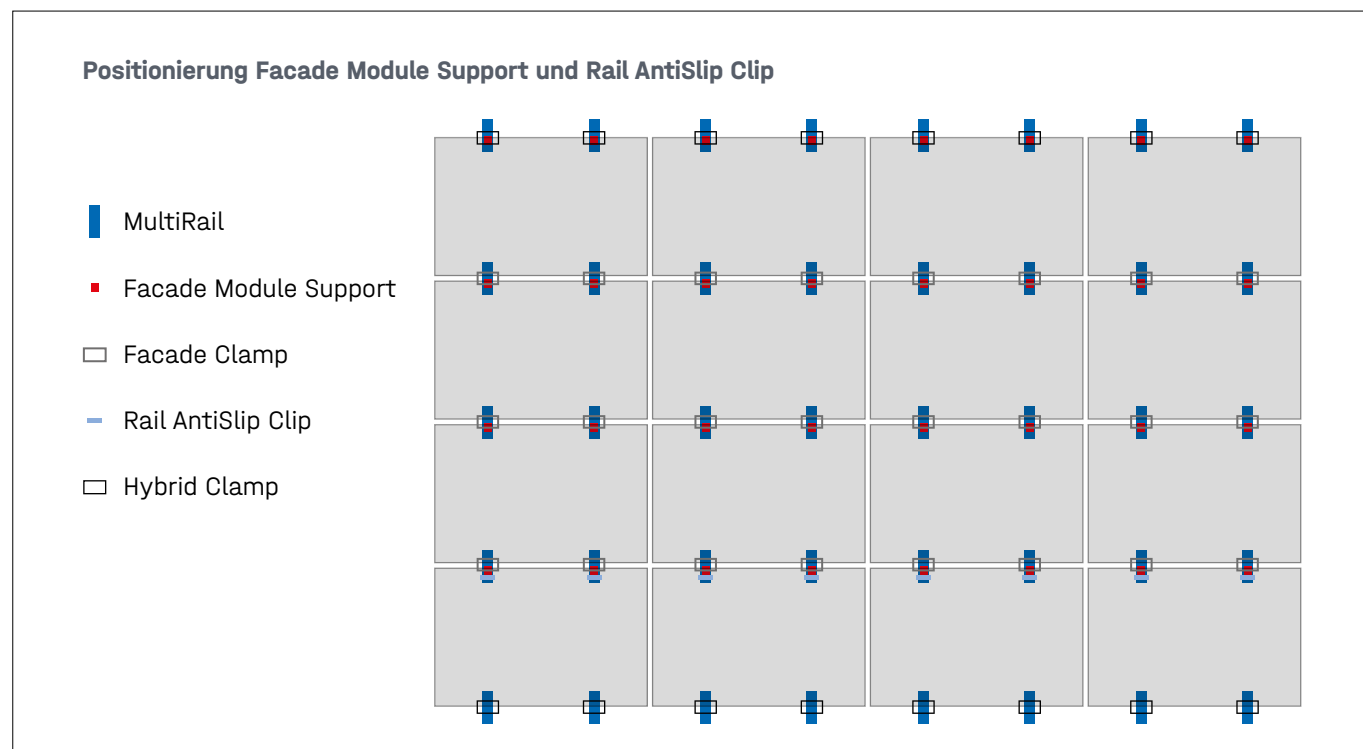 Positionierung Facade Module Support und Rail AntiSlip Clip
MultiRail
Facade Module Support
Facade Clamp
Rail AntiSlip Clip
Hybrid Clamp